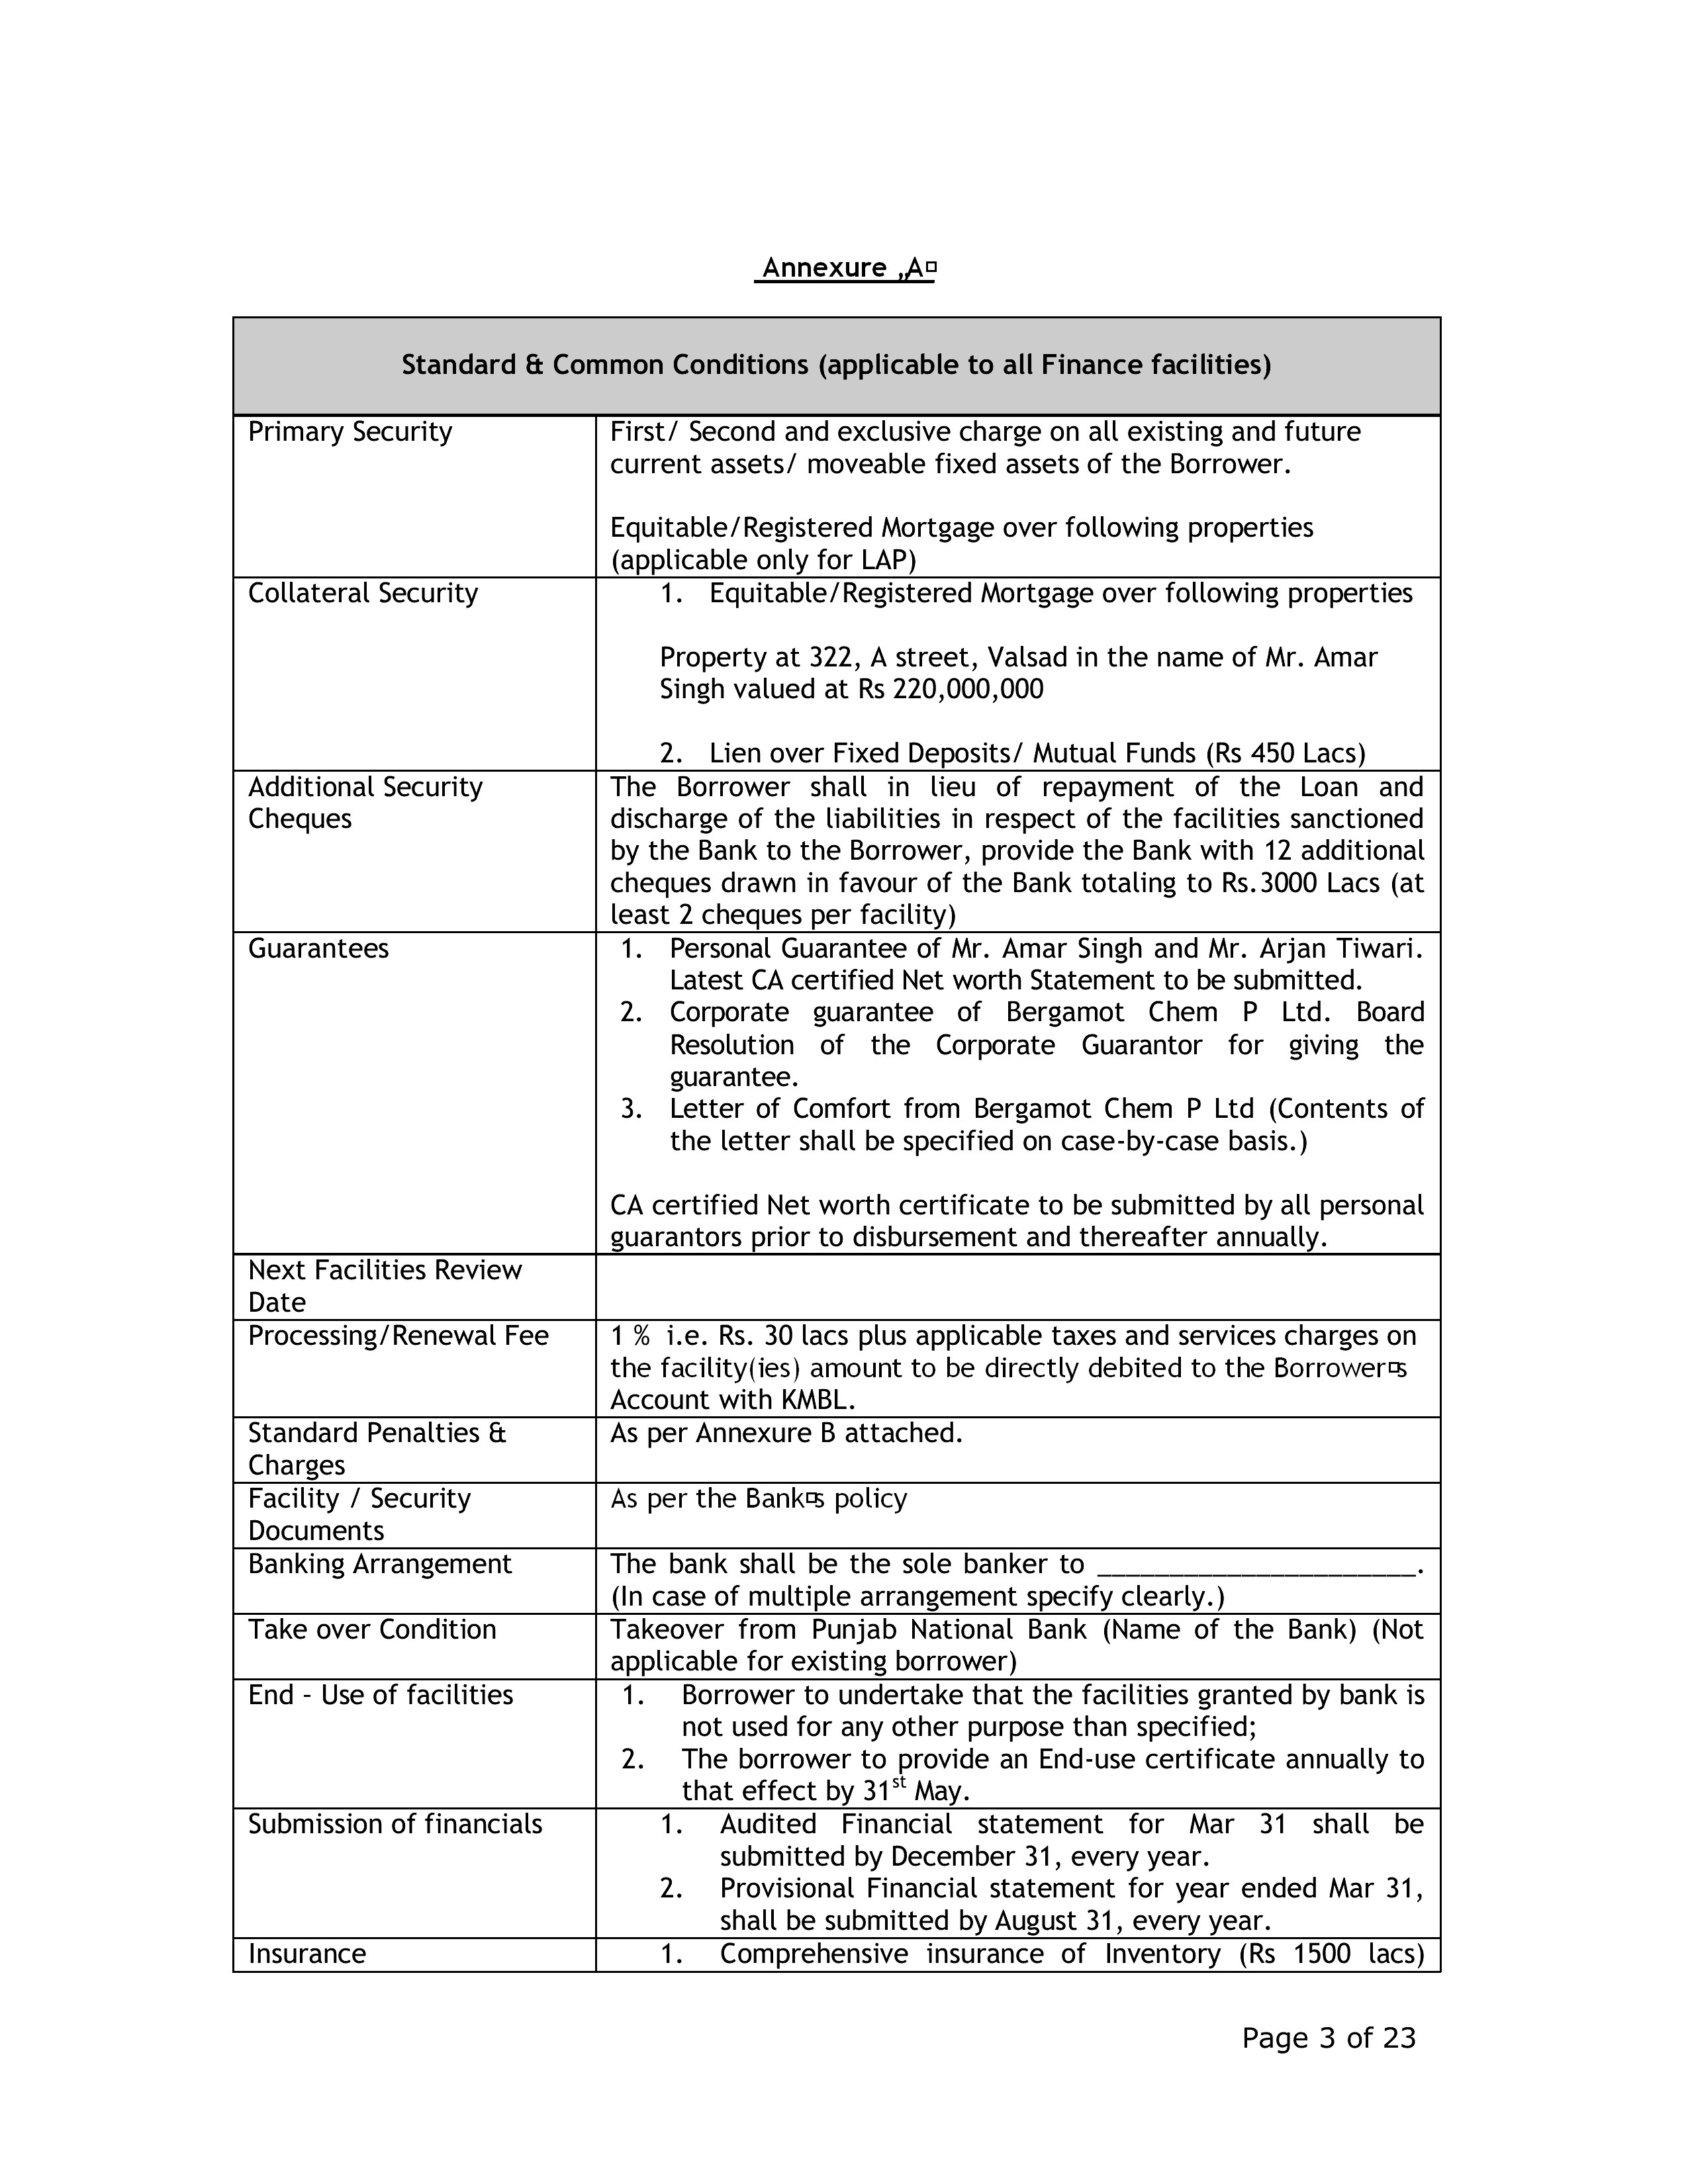 Annexure ‚A□
Standard & Common Conditions (applicable to all Finance facilities)
Primary Security
First/ Second and exclusive charge on all existing and future
current assets/ moveable fixed assets of the Borrower.
Equitable/Registered Mortgage over following properties
(applicable only for LAP)
Collateral Security
1. Equitable/Registered Mortgage over following properties
Property at 322, A street, Valsad in the name of Mr. Amar
Singh valued at Rs 220,000,000
2. Lien over Fixed Deposits/ Mutual Funds (Rs 450 Lacs)
Additional Security
Cheques
The Borrower shall in lieu of repayment of the Loan and
discharge of the liabilities in respect of the facilities sanctioned
by the Bank to the Borrower, provide the Bank with 12 additional
cheques drawn in favour of the Bank totaling to Rs.3000 Lacs (at
least 2 cheques per facility)
Guarantees
1. Personal Guarantee of Mr. Amar Singh and Mr. Arjan Tiwari.
Latest CA certified Net worth Statement to be submitted.
2. Corporate guarantee of Bergamot Chem P Ltd. Board
Resolution of the Corporate Guarantor for giving the
guarantee.
3. Letter of Comfort from Bergamot Chem P Ltd (Contents of
the letter shall be specified on case-by-case basis.)
CA certified Net worth certificate to be submitted by all personal
guarantors prior to disbursement and thereafter annually.
Next Facilities Review
Date
Processing/Renewal Fee
1 % i.e. Rs. 30 lacs plus applicable taxes and services charges on
the facility(ies) amount to be directly debited to the Borrower□s
Account with KMBL.
Standard Penalties &
Charges
As per Annexure B attached.
Facility / Security
Documents
As per the Bank□s policy
Banking Arrangement
The bank shall be the sole banker to ______________________.
(In case of multiple arrangement specify clearly.)
Take over Condition
Takeover from Punjab National Bank (Name of the Bank) (Not
applicable for existing borrower)
End – Use of facilities
1. Borrower to undertake that the facilities granted by bank is
not used for any other purpose than specified;
2. The borrower to provide an End-use certificate annually to
that effect by 31st May.
Submission of financials
1. Audited Financial statement for Mar 31 shall be
submitted by December 31, every year.
2. Provisional Financial statement for year ended Mar 31,
shall be submitted by August 31, every year.
Insurance
1. Comprehensive insurance of Inventory (Rs 1500 lacs)
Page 3 of 23